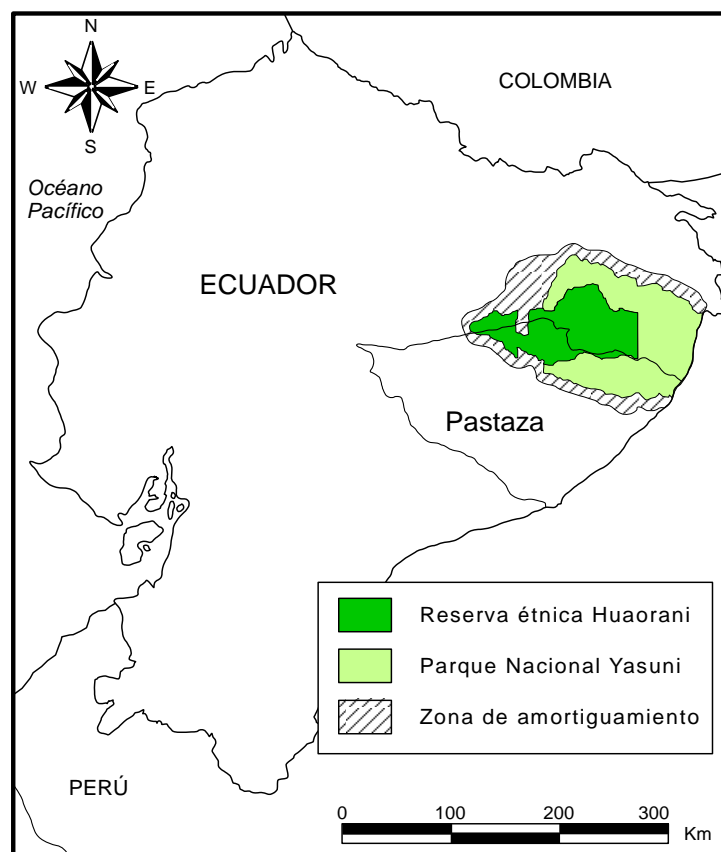 N
W
E
S
COLOMBIA
Océano
Pacífico
ECUADOR
Pastaza
Reserva étnica Huaorani
Parque Nacional Yasuni
Zona de amortiguamiento
PERÚ
0 100 200 300
Km